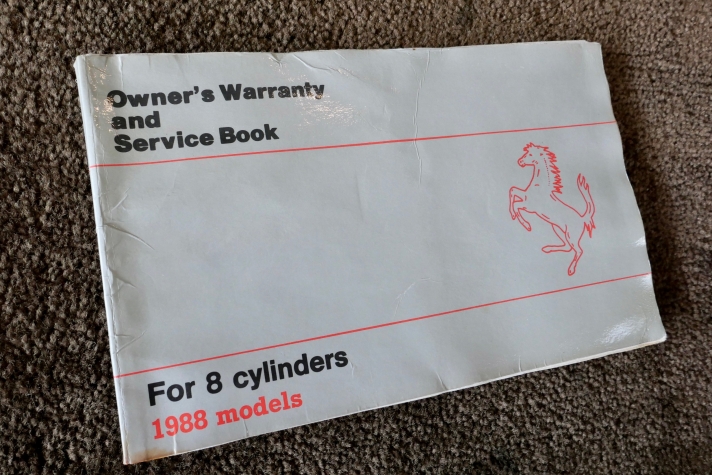 Owner's Warranty
and
Service Book
For 8 cylinders
1988 models